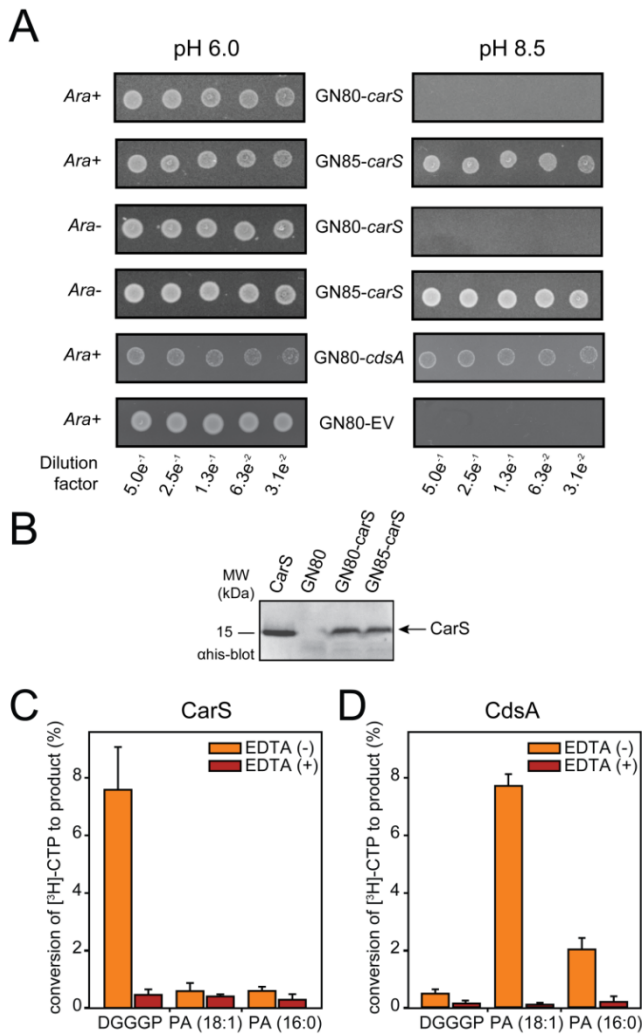 A
pH 6.0 pH 8.5
Ara+ GN80-carS
Ara+ GN85-carS
Ara- GN80-carS
Ara- GN85-carS
Ara+ GN80-cdsA
Ara+ GN80-EV
Dilution
factor
5.0e⁻¹ 2.5e⁻¹ 1.3e⁻¹ 6.3e⁻² 3.1e⁻² 5.0e⁻¹ 2.5e⁻¹ 1.3e⁻¹ 6.3e⁻² 3.1e⁻²
B
MW
(kDa)
CarS GN80 GN80-carS GN85-carS
15
CarS
αhis-blot
C CarS
EDTA (-)
EDTA (+)
conversion of [³H]-CTP to product (%)
8
6
4
2
0
DGGGP PA (18:1) PA (16:0)
D CdsA
EDTA (-)
EDTA (+)
conversion of [³H]-CTP to product (%)
8
6
4
2
0
DGGGP PA (18:1) PA (16:0)